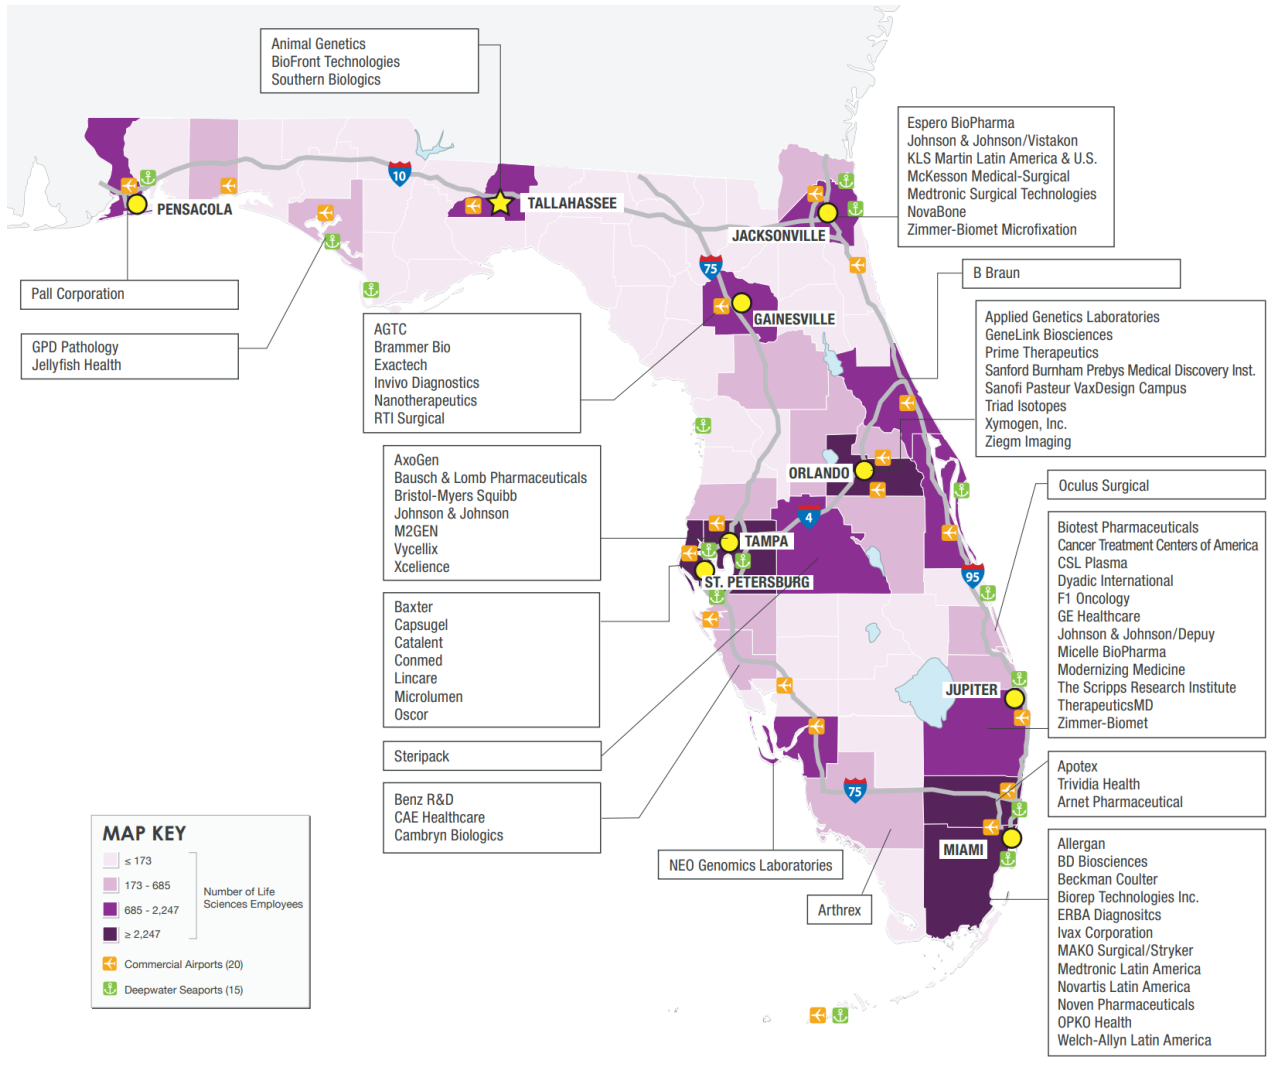 Animal Genetics
BioFront Technologies
Southern Biologics
Espero BioPharma
Johnson & Johnson/Vistakon
KLS Martin Latin America & U.S.
McKesson Medical-Surgical
Medtronic Surgical Technologies
NovaBone
Zimmer-Biomet Microfixation
10
PENSACOLA
TALLAHASSEE
JACKSONVILLE
75
B Braun
Pall Corporation
GPD Pathology
Jellyfish Health
GAINESVILLE
AGTC
Brammer Bio
Exactech
Invivo Diagnostics
Nanotherapeutics
RTI Surgical
Applied Genetics Laboratories
GeneLink Biosciences
Prime Therapeutics
Sanford Burnham Prebys Medical Discovery Inst.
Sanofi Pasteur VaxDesign Campus
Triad Isotopes
Xymogen, Inc.
Ziegm Imaging
AxoGen
Bausch & Lomb Pharmaceuticals
Bristol-Myers Squibb
Johnson & Johnson
M2GEN
Vycellix
Xcelience
ORLANDO
Oculus Surgical
4
TAMPA
ST. PETERSBURG
95
Biotest Pharmaceuticals
Cancer Treatment Centers of America
CSL Plasma
Dyadic International
F1 Oncology
GE Healthcare
Johnson & Johnson/Depuy
Micelle BioPharma
Modernizing Medicine
The Scripps Research Institute
TherapeuticsMD
Zimmer-Biomet
Baxter
Capsugel
Catalent
Conmed
Lincare
Microlumen
Oscor
JUPITER
Steripack
Benz R&D
CAE Healthcare
Cambryn Biologics
75
Apotex
Trividia Health
Arnet Pharmaceutical
MIAMI
NEO Genomics Laboratories
Arthrex
Allergan
BD Biosciences
Beckman Coulter
Biorep Technologies Inc.
ERBA Diagnositcs
Ivax Corporation
MAKO Surgical/Stryker
Medtronic Latin America
Novartis Latin America
Noven Pharmaceuticals
OPKO Health
Welch-Allyn Latin America
MAP KEY
≤ 173
173 - 685
685 - 2,247
≥ 2,247
Number of Life
Sciences Employees
Commercial Airports (20)
Deepwater Seaports (15)